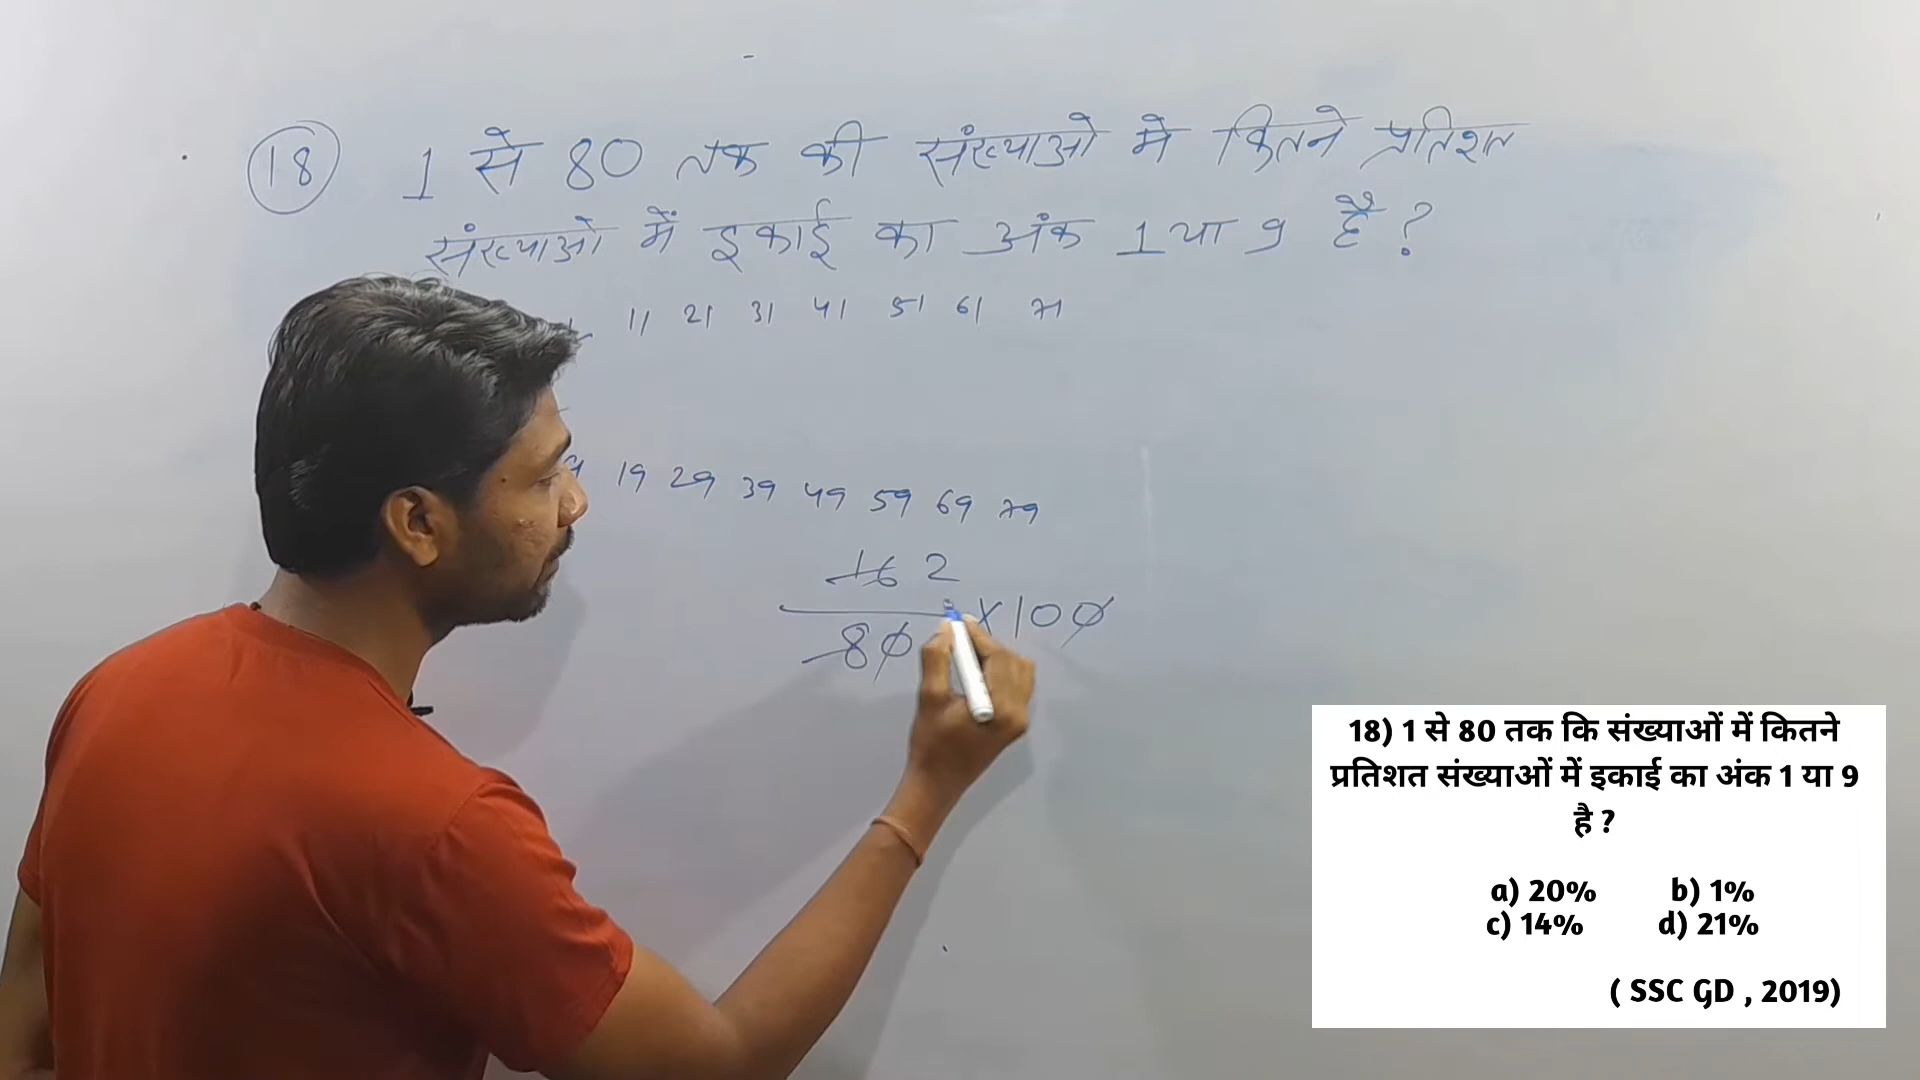 18 1 से 80 तक की संख्याओ मे कितने प्रतिशत
संख्याओ में इकाई का अंक 1 या 9 है ?
11 21 31 41 51 61 71
9 19 29 39 49 59 69 79
16 2
80
×100
18) 1 से 80 तक कि संख्याओं में कितने
प्रतिशत संख्याओं में इकाई का अंक 1 या 9
है ?
a) 20% b) 1%
c) 14% d) 21%
( SSC GD , 2019)